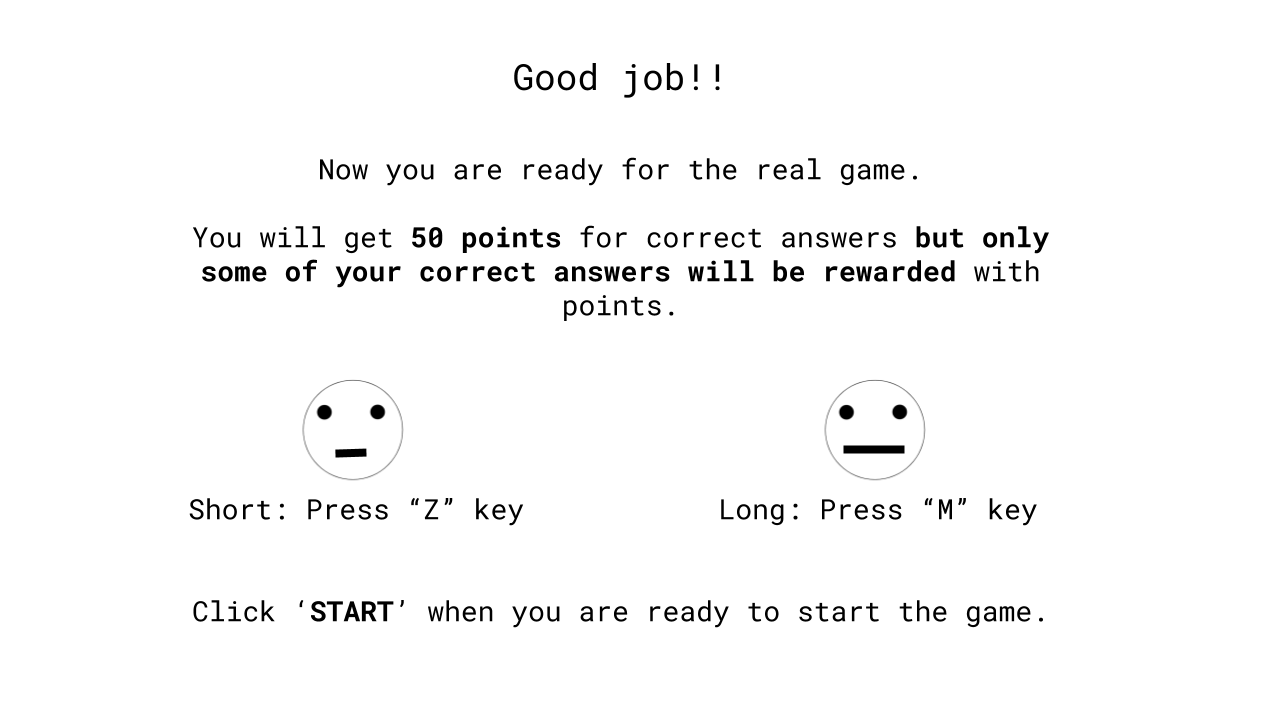 Good job!!
Now you are ready for the real game.
You will get 50 points for correct answers but only
some of your correct answers will be rewarded with
points.
Short: Press “Z” key
Long: Press “M” key
Click ‘START’ when you are ready to start the game.